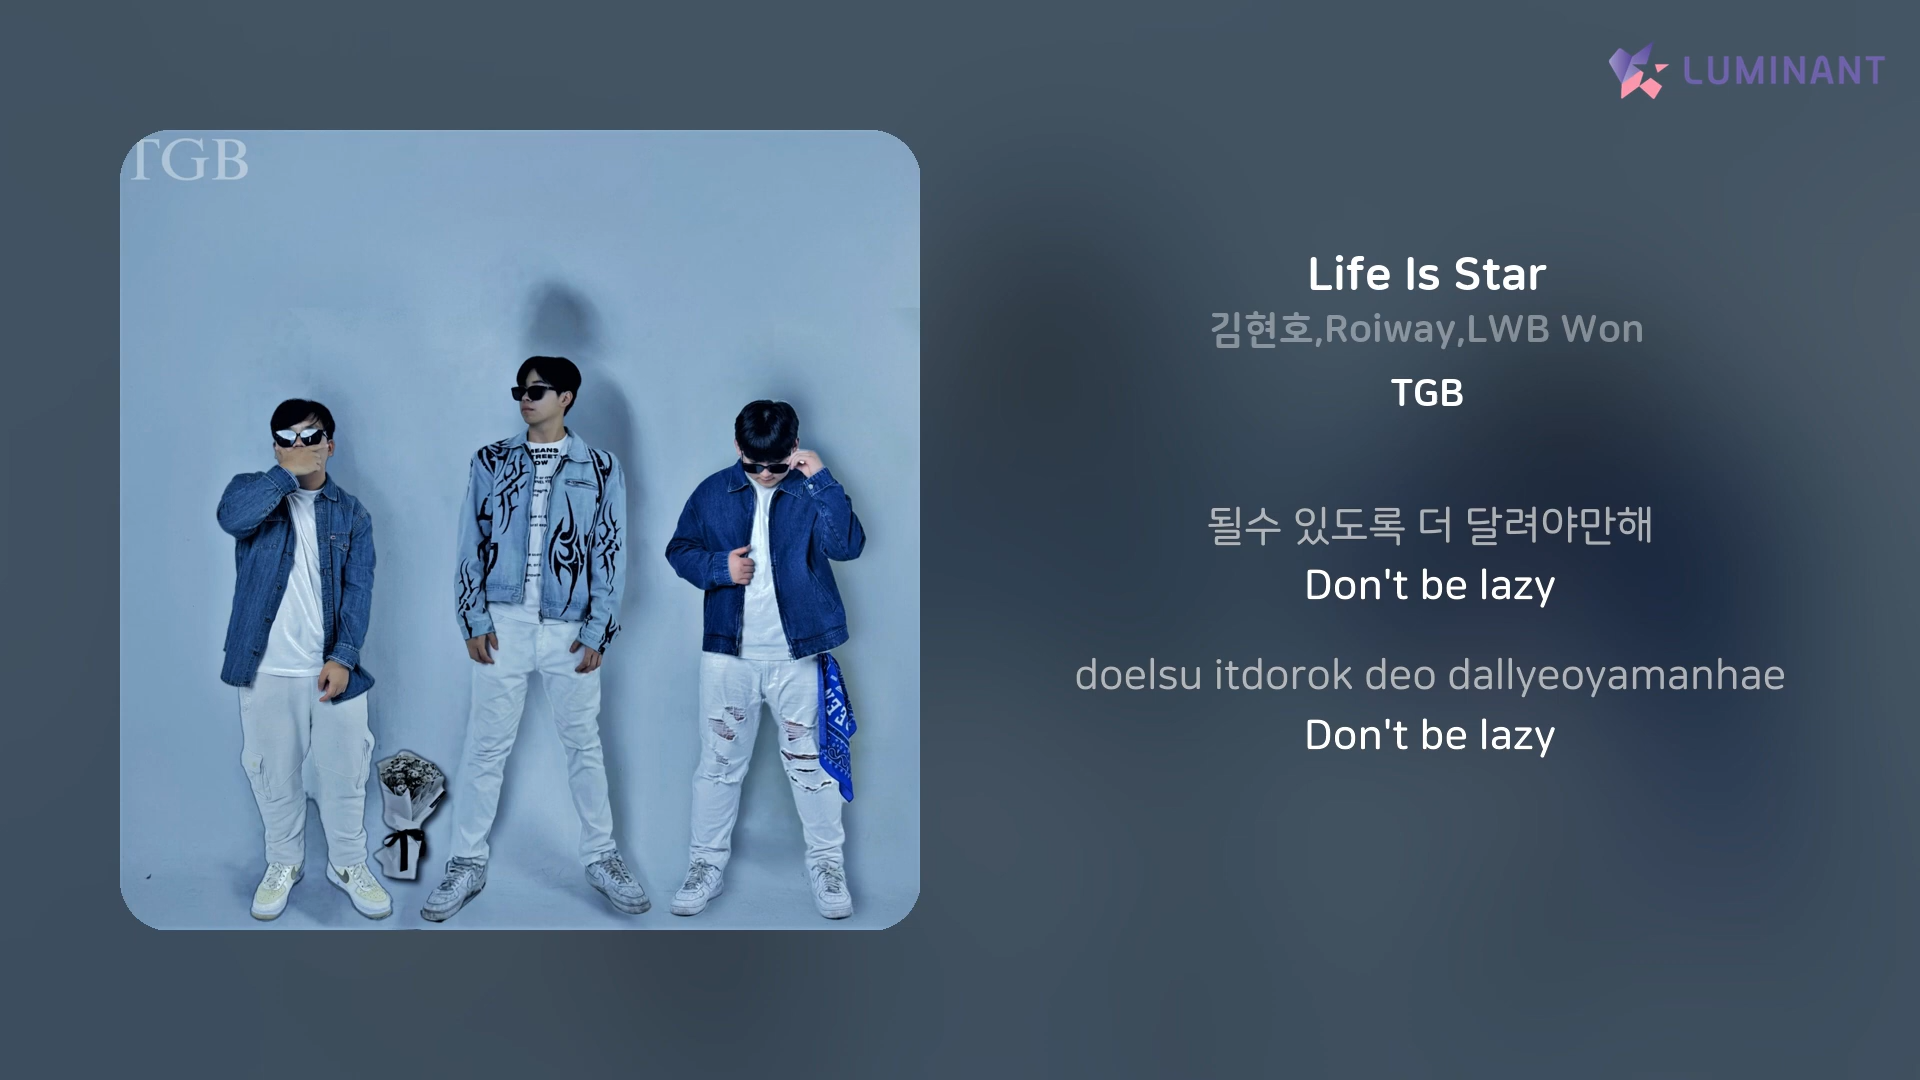 TGB
LUMINANT
Life Is Star
김현호,Roiway,LWB Won
TGB
될수 있도록 더 달려야만해
Don't be lazy
doelsu itdorok deo dallyeoyamanhae
Don't be lazy